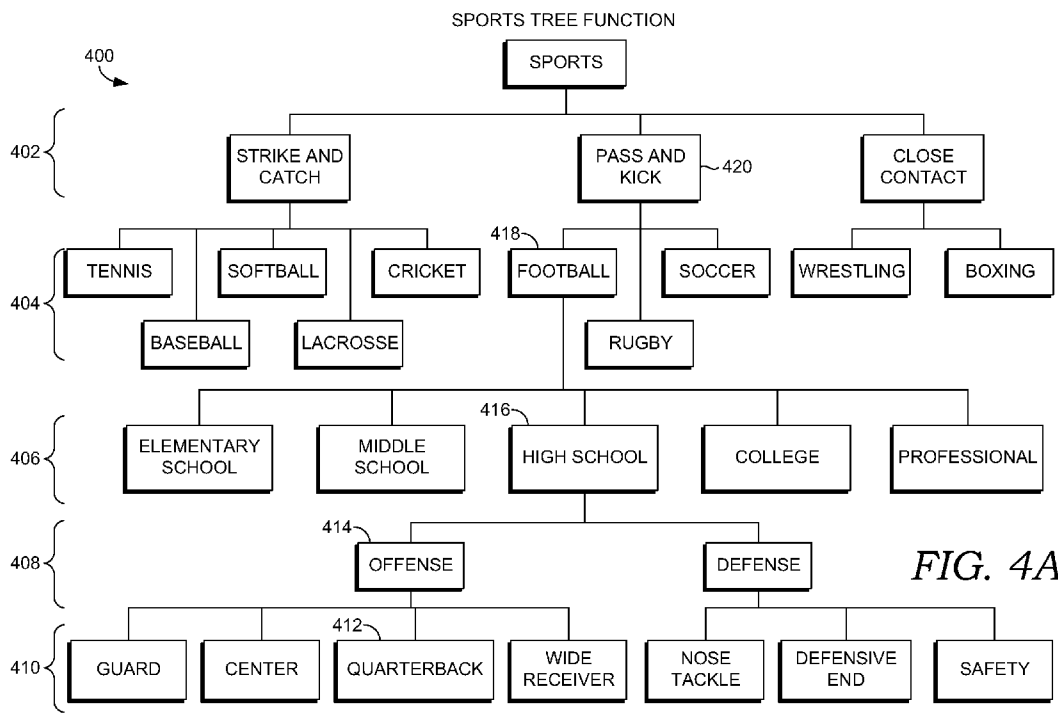 SPORTS TREE FUNCTION
400
SPORTS
402
STRIKE AND
CATCH
PASS AND
KICK
420
CLOSE
CONTACT
404
418
TENNIS
SOFTBALL
CRICKET
FOOTBALL
SOCCER
WRESTLING
BOXING
BASEBALL
LACROSSE
RUGBY
406
416
ELEMENTARY
SCHOOL
MIDDLE
SCHOOL
HIGH SCHOOL
COLLEGE
PROFESSIONAL
408
414
OFFENSE
DEFENSE
FIG. 4A
410
412
GUARD
CENTER
QUARTERBACK
WIDE
RECEIVER
NOSE
TACKLE
DEFENSIVE
END
SAFETY